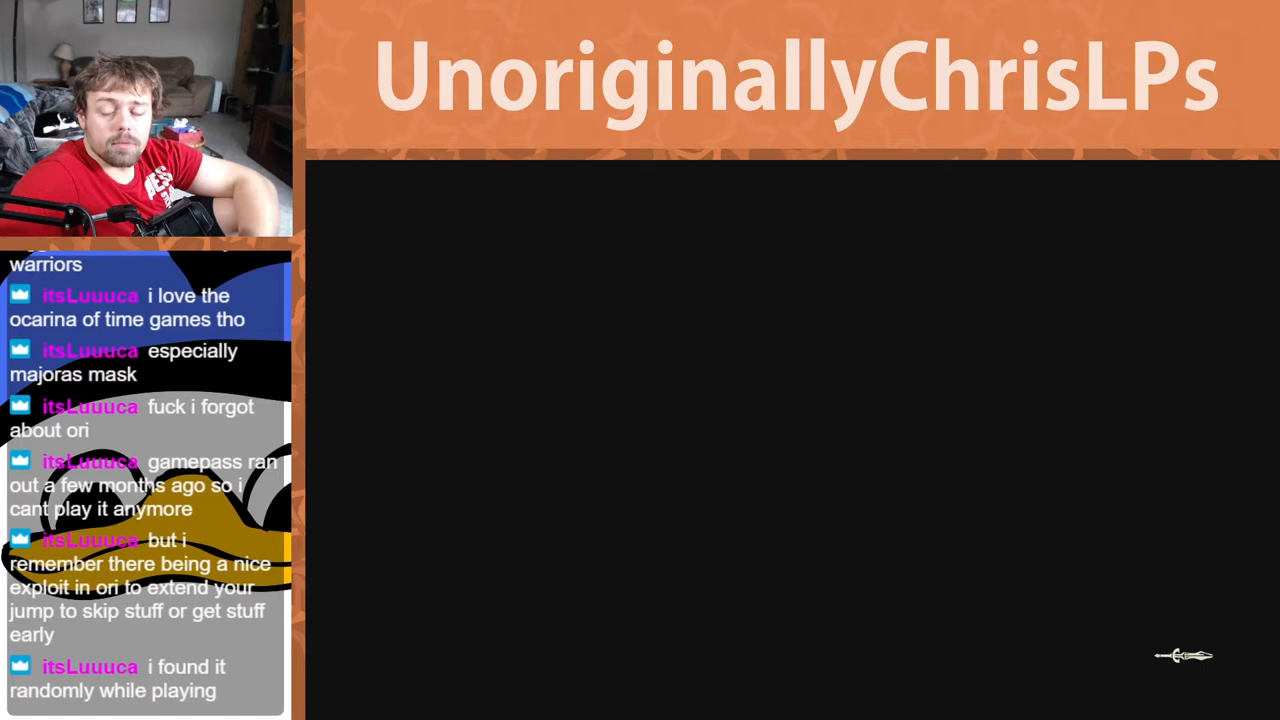 UnoriginallyChrisLPs
warriors
itsLuuuca i love the
ocarina of time games tho
itsLuuuca especially
majoras mask
itsLuuuca fuck i forgot
about ori
itsLuuuca gamepass ran
out a few months ago so i
cant play it anymore
itsLuuuca but i
remember there being a nice
exploit in ori to extend your
jump to skip stuff or get stuff
early
itsLuuuca i found it
randomly while playing